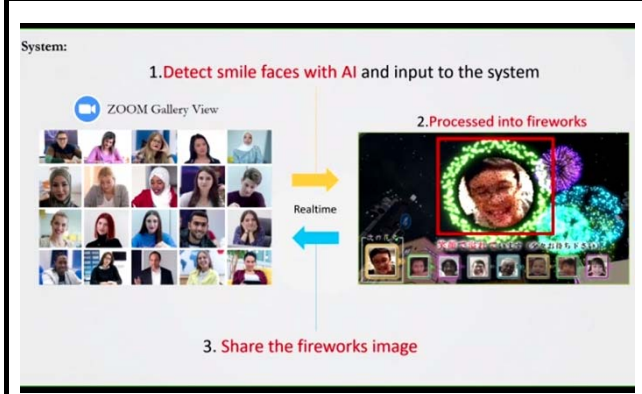 System:
1.Detect smile faces with AI and input to the system
ZOOM Gallery View
2.Processed into fireworks
Realtime
3. Share the fireworks image